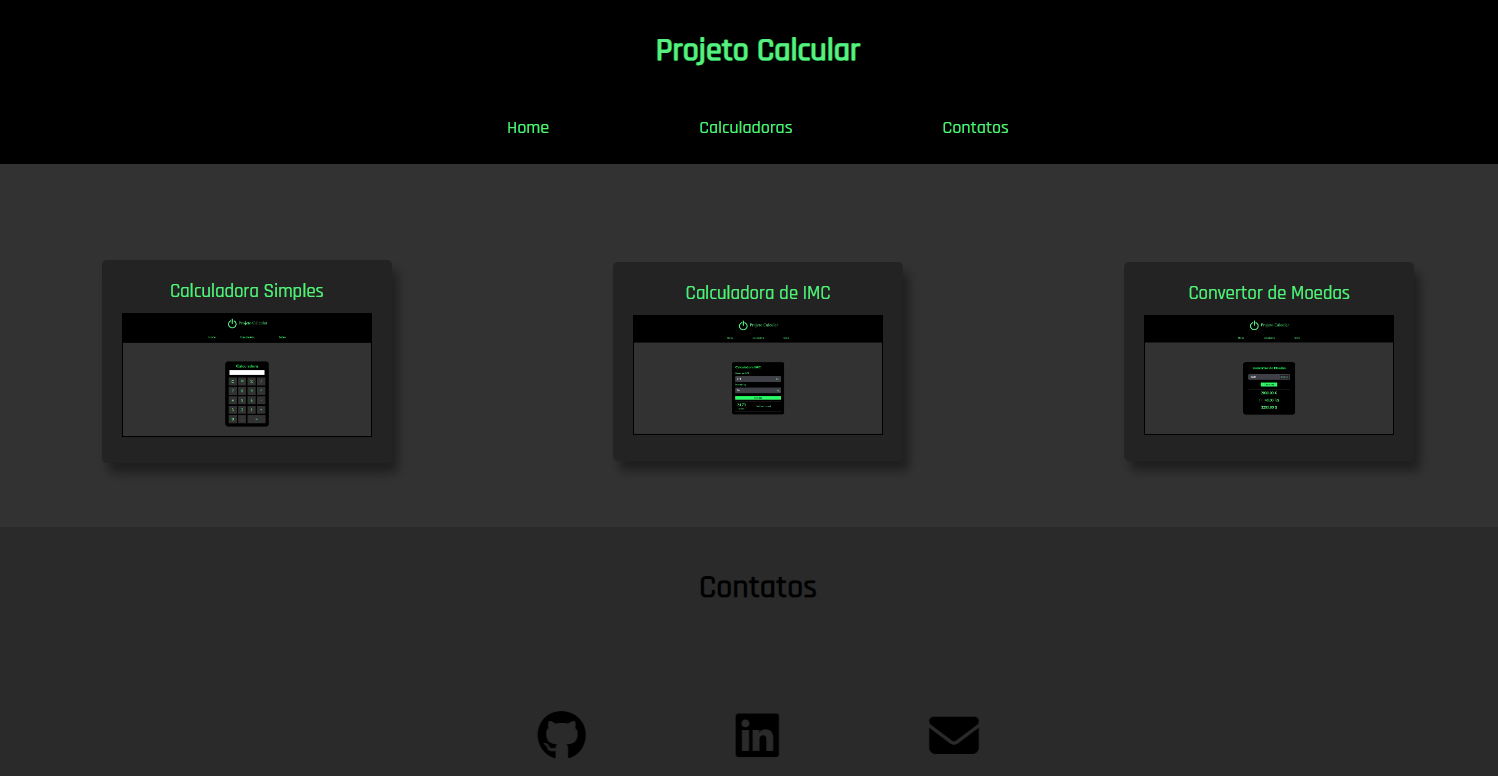 Projeto Calcular
Home
Calculadoras
Contatos
Calculadora Simples
Projeto Calcular
Calculadora
Calculadora de IMC
Projeto Calcular
Convertor de Moedas
Projeto Calcular
Contatos